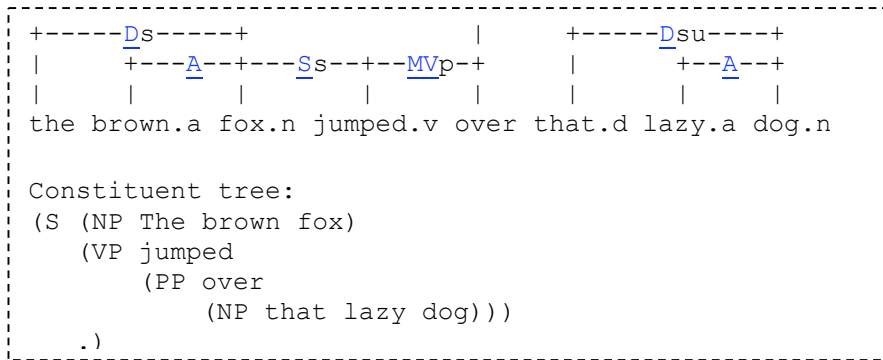 +-----Ds-----+                 |      +-----Dsu----+
|     +---A--+---Ss--+--MVp-+      |      +--A--+
|     |      |       |      |      |      |     |
the brown.a fox.n jumped.v over that.d lazy.a dog.n
Constituent tree:
(S (NP The brown fox)
   (VP jumped
       (PP over
           (NP that lazy dog)))
   .)